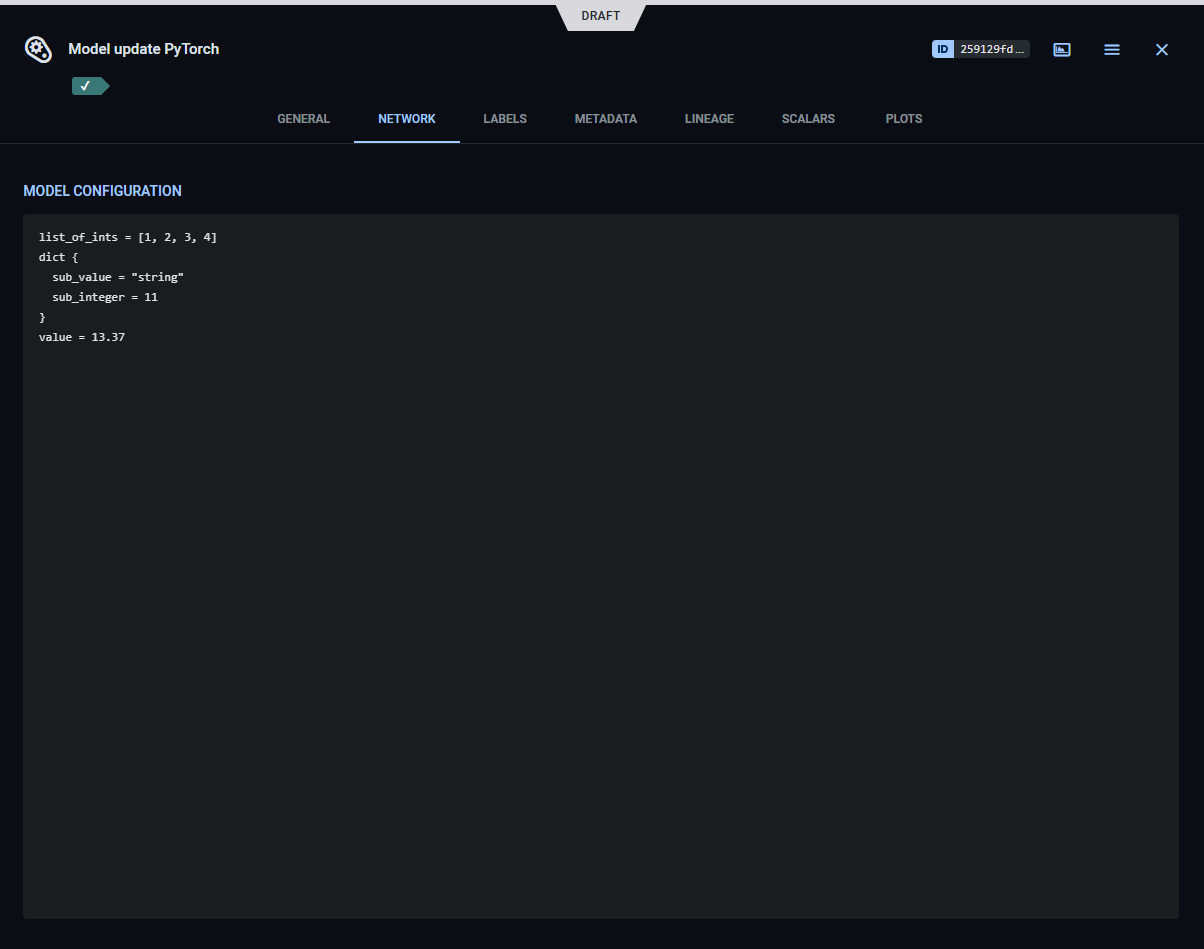 DRAFT
Model update PyTorch
ID 259129fd...
✓
GENERAL NETWORK LABELS METADATA LINEAGE SCALARS PLOTS
MODEL CONFIGURATION
list_of_ints = [1, 2, 3, 4]
dict {
  sub_value = "string"
  sub_integer = 11
}
value = 13.37